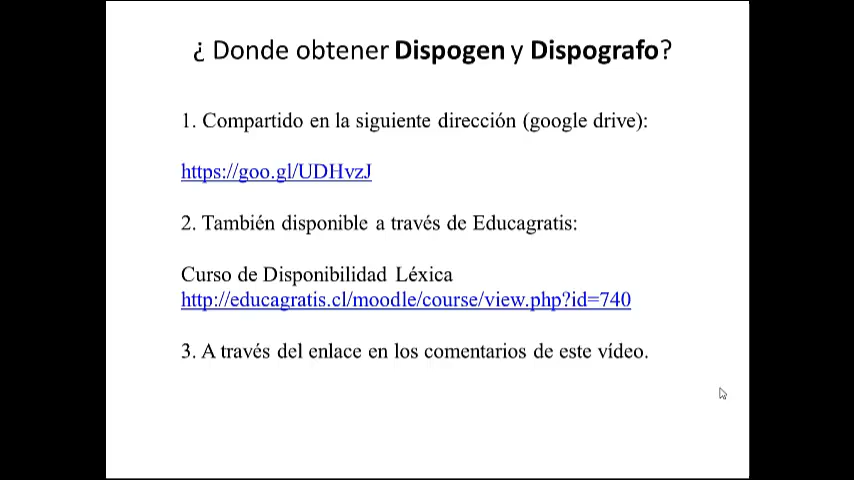 ¿ Donde obtener Dispogen y Dispografo?
1. Compartido en la siguiente dirección (google drive):
https://goo.gl/UDHvzJ
2. También disponible a través de Educagratis:
Curso de Disponibilidad Léxica
http://educagratis.cl/moodle/course/view.php?id=740
3. A través del enlace en los comentarios de este vídeo.